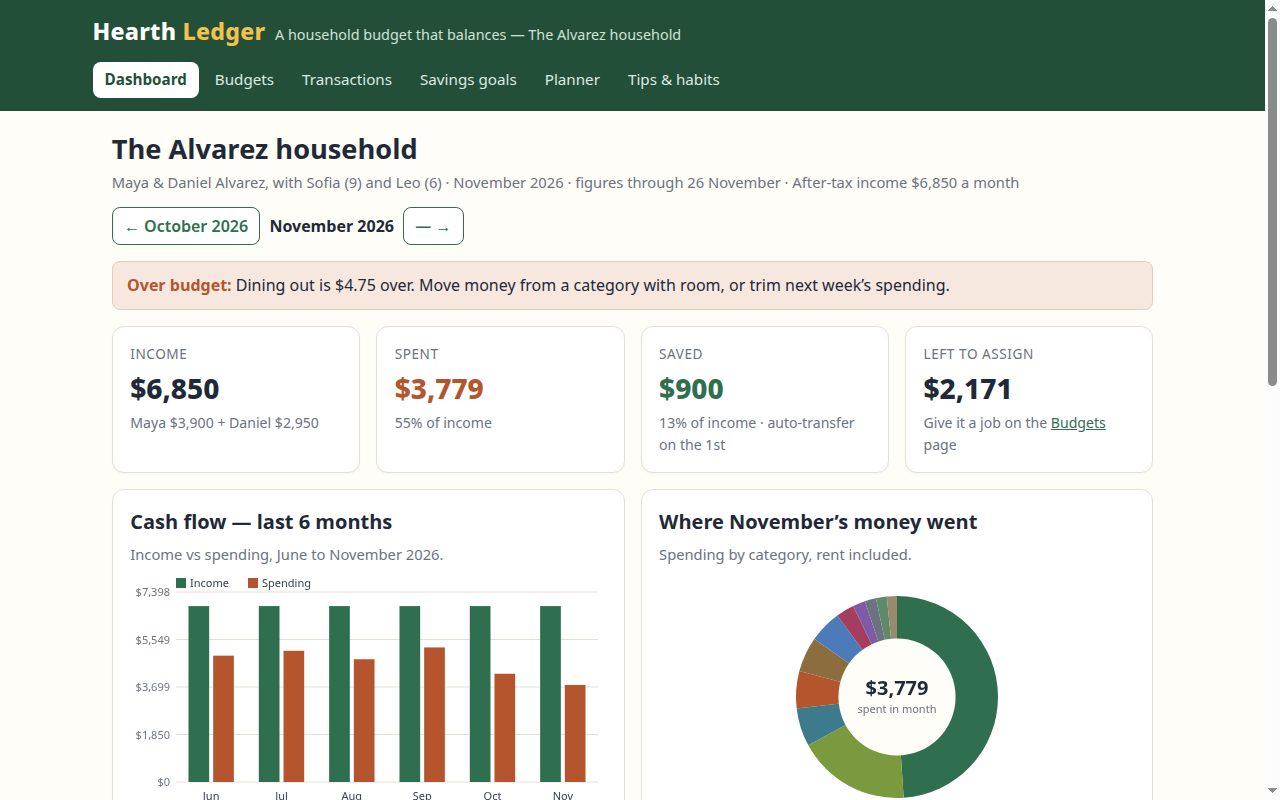 Hearth Ledger A household budget that balances — The Alvarez household
Dashboard Budgets Transactions Savings goals Planner Tips & habits
The Alvarez household
Maya & Daniel Alvarez, with Sofia (9) and Leo (6) · November 2026 · figures through 26 November · After-tax income $6,850 a month
← October 2026 November 2026 — →
Over budget: Dining out is $4.75 over. Move money from a category with room, or trim next week’s spending.
INCOME
$6,850
Maya $3,900 + Daniel $2,950
SPENT
$3,779
55% of income
SAVED
$900
13% of income · auto-transfer
on the 1st
LEFT TO ASSIGN
$2,171
Give it a job on the Budgets
page
Cash flow — last 6 months
Income vs spending, June to November 2026.
Income Spending
$7,398
$5,549
$3,699
$1,850
$0
Jun Jul Aug Sep Oct Nov
Where November’s money went
Spending by category, rent included.
$3,779
spent in month